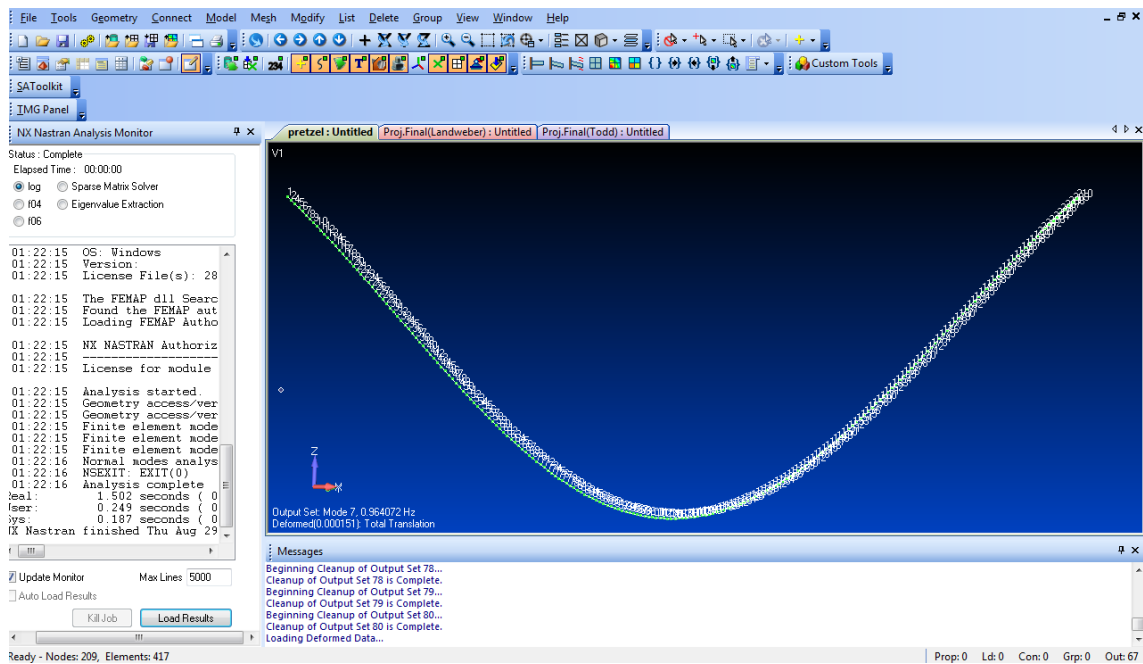 File Tools Geometry Connect Model Mesh Modify List Delete Group View Window Help
Custom Tools
SAToolkit
TMG Panel
NX Nastran Analysis Monitor
pretzel : Untitled Proj.Final(Landweber) : Untitled Proj.Final(Todd) : Untitled
Status : Complete
Elapsed Time : 00:00:00
log Sparse Matrix Solver
f04 Eigenvalue Extraction
f06
V1
01:22:15 OS: Windows
01:22:15 Version:
01:22:15 License File(s): 28
01:22:15 The FEMAP dll Searc
01:22:15 Found the FEMAP aut
01:22:15 Loading FEMAP Autho
01:22:15 NX NASTRAN Authoriz
01:22:15 --------------------
01:22:15 License for module
01:22:15 Analysis started.
01:22:15 Geometry access/ver
01:22:15 Geometry access/ver
01:22:15 Finite element mode
01:22:15 Finite element mode
01:22:15 Finite element mode
01:22:16 Normal modes analys
01:22:16 NSEXIT: EXIT(0)
01:22:16 Analysis complete
Real: 1.502 seconds ( 0
User: 0.249 seconds ( 0
Sys: 0.187 seconds ( 0
NX Nastran finished Thu Aug 29
Z
X
Output Set: Mode 7, 0.964072 Hz
Deformed(0.000151): Total Translation
Update Monitor Max Lines 5000
Auto Load Results
Kill Job Load Results
Messages
Beginning Cleanup of Output Set 78...
Cleanup of Output Set 78 is Complete.
Beginning Cleanup of Output Set 79...
Cleanup of Output Set 79 is Complete.
Beginning Cleanup of Output Set 80...
Cleanup of Output Set 80 is Complete.
Loading Deformed Data...
Ready - Nodes: 209, Elements: 417 Prop: 0 Ld: 0 Con: 0 Grp: 0 Out: 67